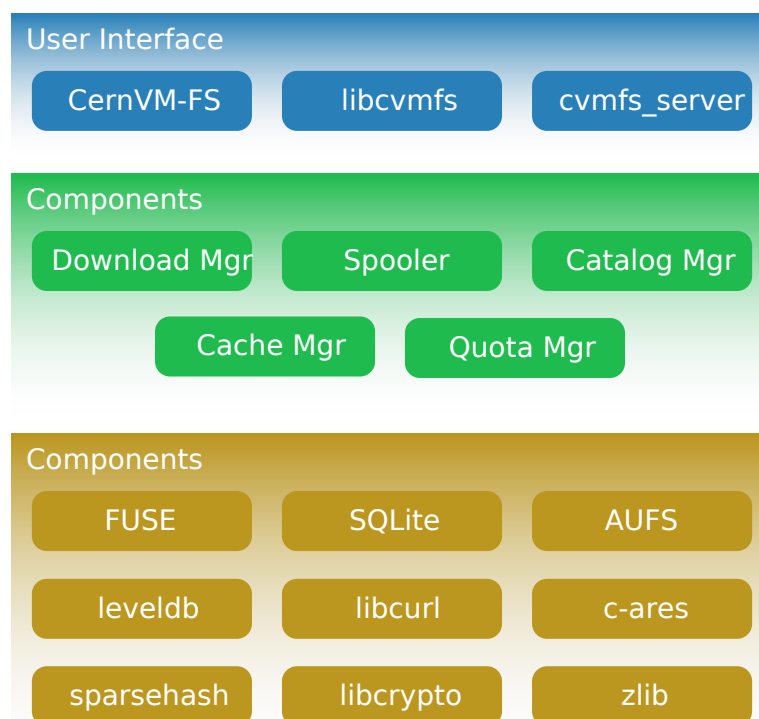 User Interface
CernVM-FS libcvmfs cvmfs_server
Components
Download Mgr Spooler Catalog Mgr
Cache Mgr Quota Mgr
Components
FUSE SQLite AUFS
leveldb libcurl c-ares
sparsehash libcrypto zlib